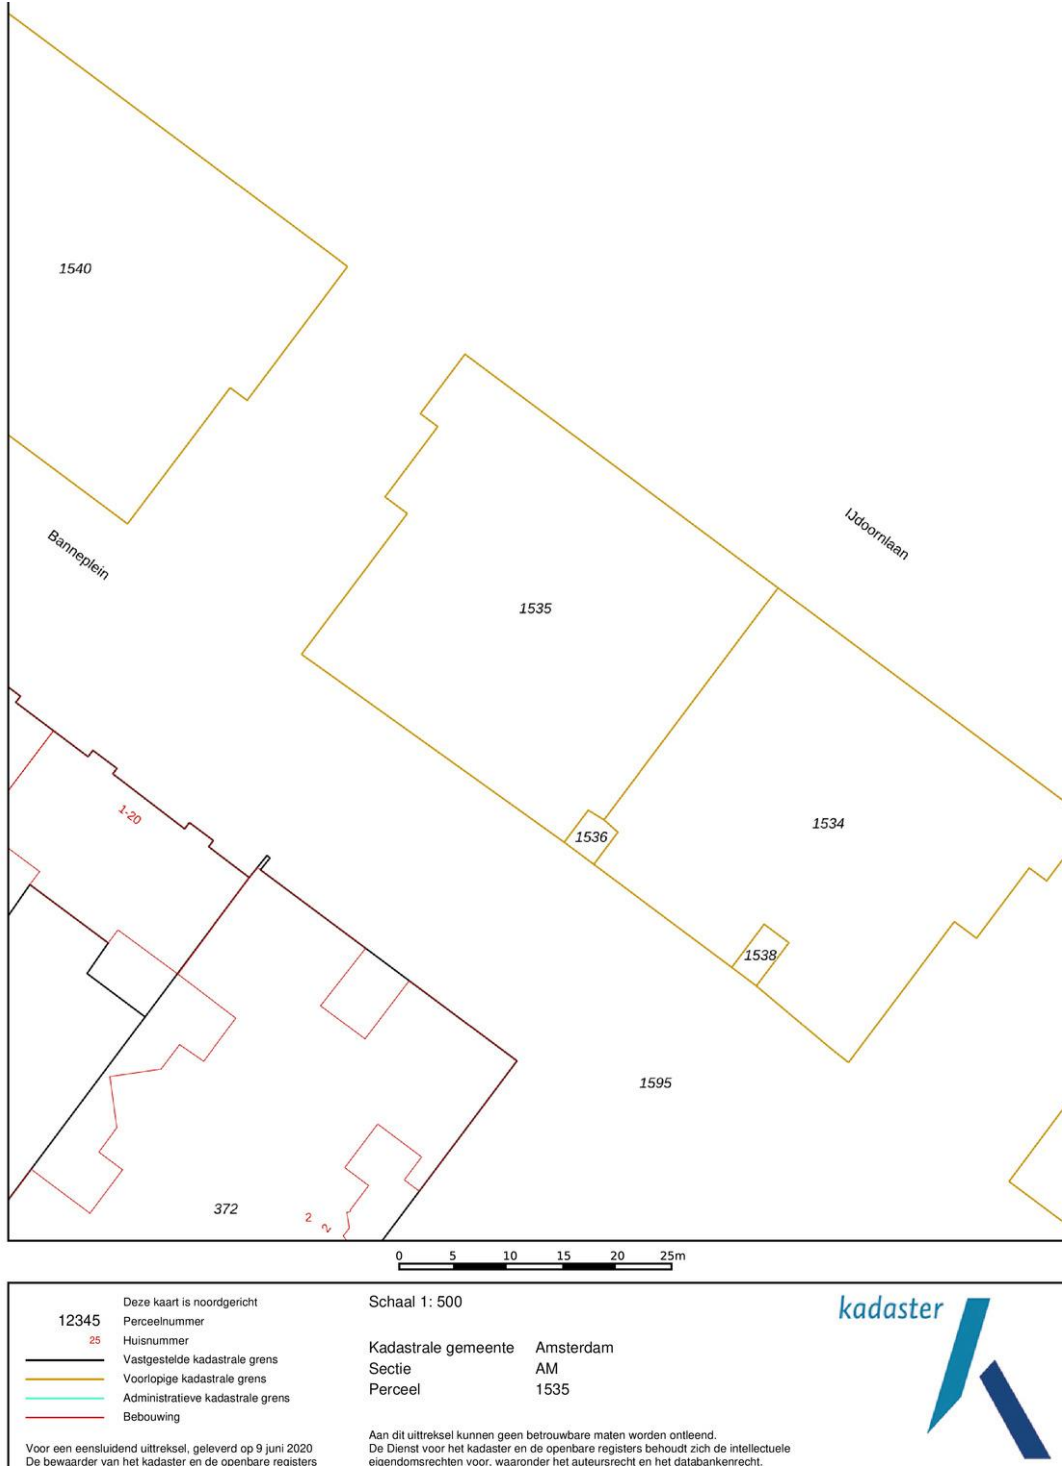 1540
IJdoornlaan
Banneplein
1535
1-20
1536
1534
1538
1595
372
2
2
0 5 10 15 20 25m
Deze kaart is noordgericht
12345 Perceelnummer
25 Huisnummer
Vastgestelde kadastrale grens
Voorlopige kadastrale grens
Administratieve kadastrale grens
Bebouwing
Voor een eensluidend uittreksel, geleverd op 9 juni 2020
De bewaarder van het kadaster en de openbare registers
Schaal 1: 500
Kadastrale gemeente Amsterdam
Sectie AM
Perceel 1535
Aan dit uittreksel kunnen geen betrouwbare maten worden ontleend.
De Dienst voor het kadaster en de openbare registers behoudt zich de intellectuele
eigendomsrechten voor, waaronder het auteursrecht en het databankenrecht.
kadaster